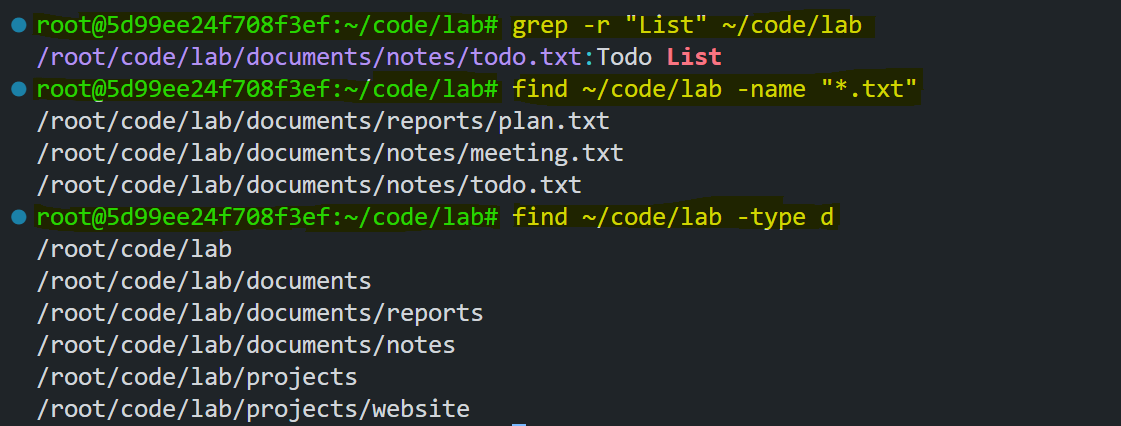 root@5d99ee24f708f3ef:~/code/lab# grep -r "List" ~/code/lab
/root/code/lab/documents/notes/todo.txt:Todo List
root@5d99ee24f708f3ef:~/code/lab# find ~/code/lab -name "*.txt"
/root/code/lab/documents/reports/plan.txt
/root/code/lab/documents/notes/meeting.txt
/root/code/lab/documents/notes/todo.txt
root@5d99ee24f708f3ef:~/code/lab# find ~/code/lab -type d
/root/code/lab
/root/code/lab/documents
/root/code/lab/documents/reports
/root/code/lab/documents/notes
/root/code/lab/projects
/root/code/lab/projects/website